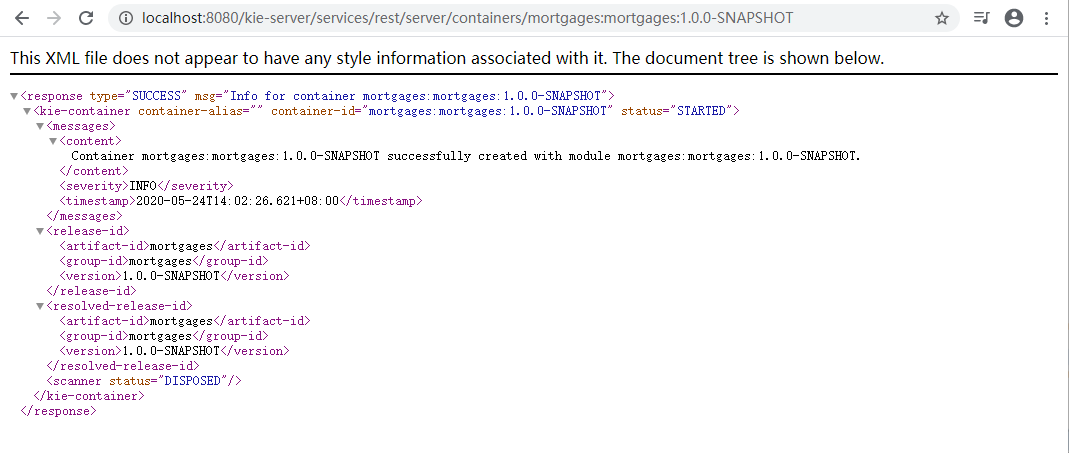 localhost:8080/kie-server/services/rest/server/containers/mortgages:mortgages:1.0.0-SNAPSHOT
This XML file does not appear to have any style information associated with it. The document tree is shown below.
<response type="SUCCESS" msg="Info for container mortgages:mortgages:1.0.0-SNAPSHOT">
<kie-container container-alias="" container-id="mortgages:mortgages:1.0.0-SNAPSHOT" status="STARTED">
<messages>
<content>
Container mortgages:mortgages:1.0.0-SNAPSHOT successfully created with module mortgages:mortgages:1.0.0-SNAPSHOT.
</content>
<severity>INFO</severity>
<timestamp>2020-05-24T14:02:26.621+08:00</timestamp>
</messages>
<release-id>
<artifact-id>mortgages</artifact-id>
<group-id>mortgages</group-id>
<version>1.0.0-SNAPSHOT</version>
</release-id>
<resolved-release-id>
<artifact-id>mortgages</artifact-id>
<group-id>mortgages</group-id>
<version>1.0.0-SNAPSHOT</version>
</resolved-release-id>
<scanner status="DISPOSED"/>
</kie-container>
</response>